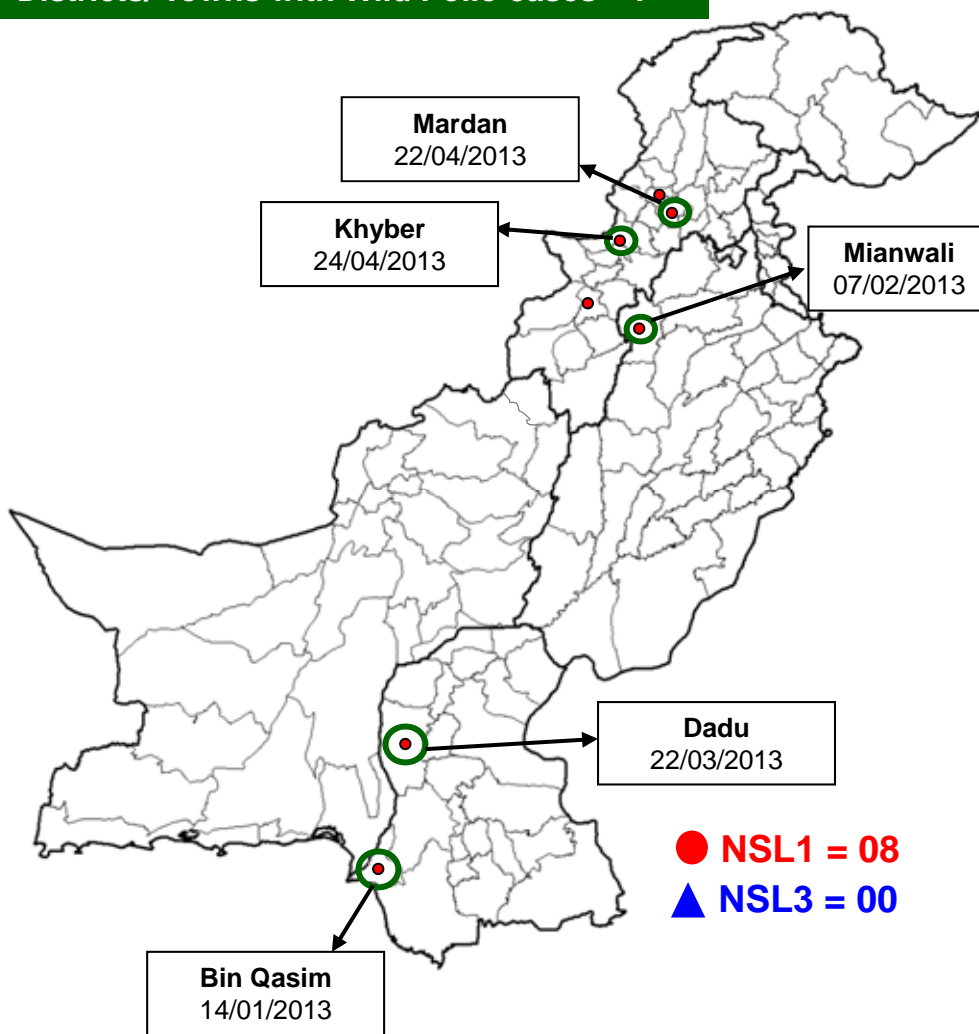 Mardan
22/04/2013
Khyber
24/04/2013
Mianwali
07/02/2013
Dadu
22/03/2013
NSL1 = 08
NSL3 = 00
Bin Qasim
14/01/2013